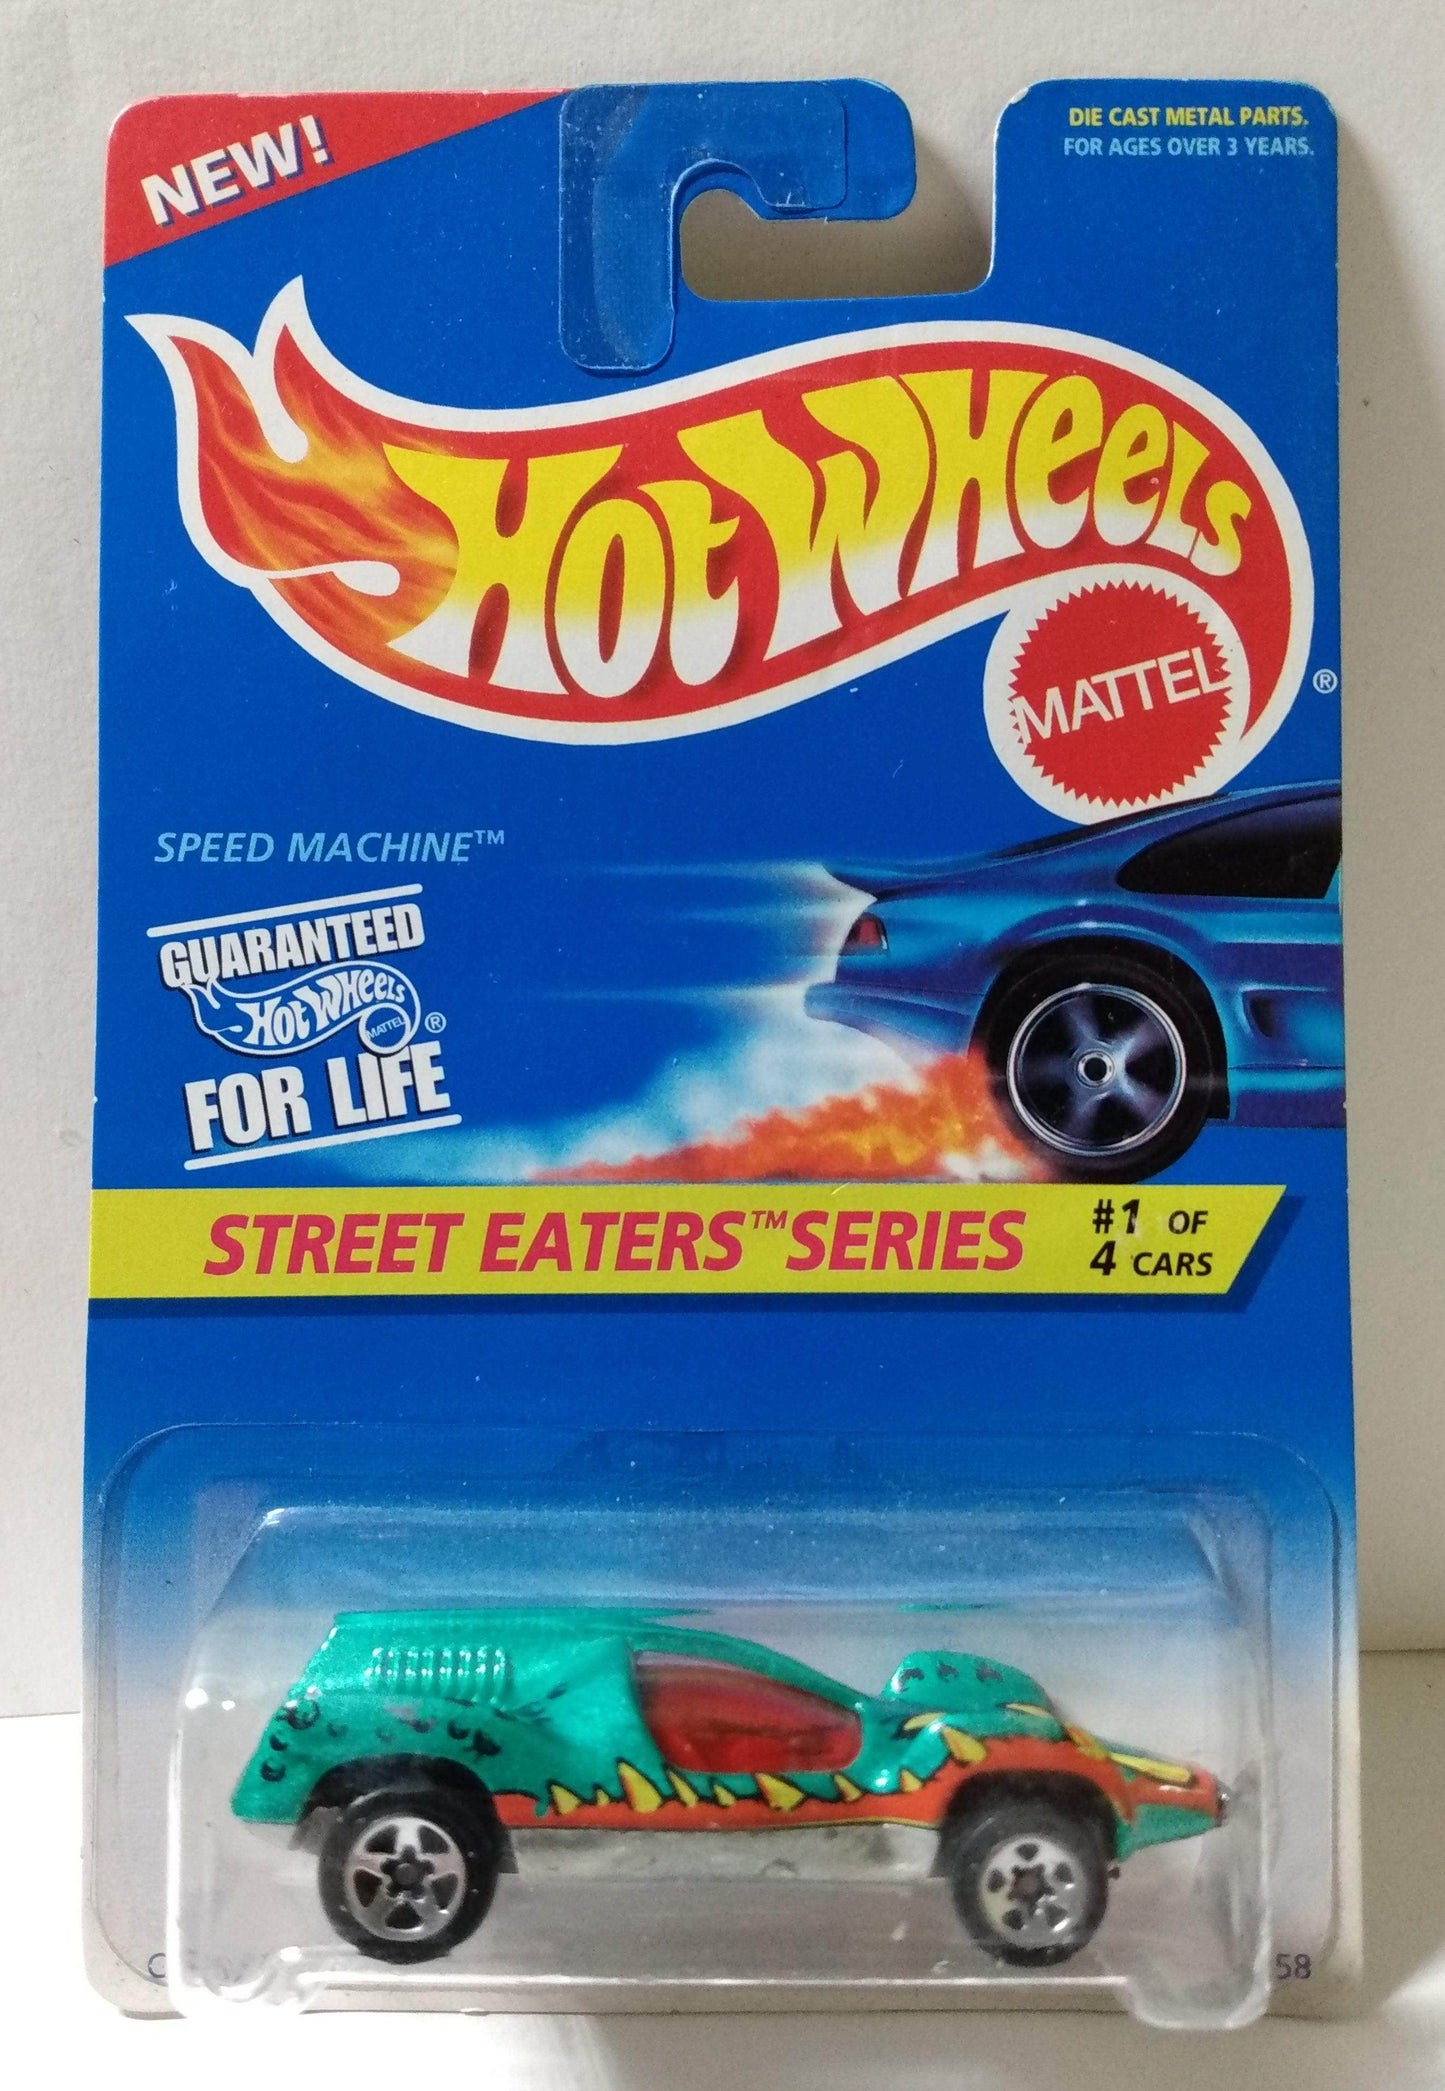 NEW!
DIE CAST METAL PARTS.
FOR AGES OVER 3 YEARS.
HOT WHEELS
MATTEL
®
SPEED MACHINE™
GUARANTEED
HOT WHEELS
MATTEL ®
FOR LIFE
STREET EATERS™ SERIES
#1 OF
4 CARS
58